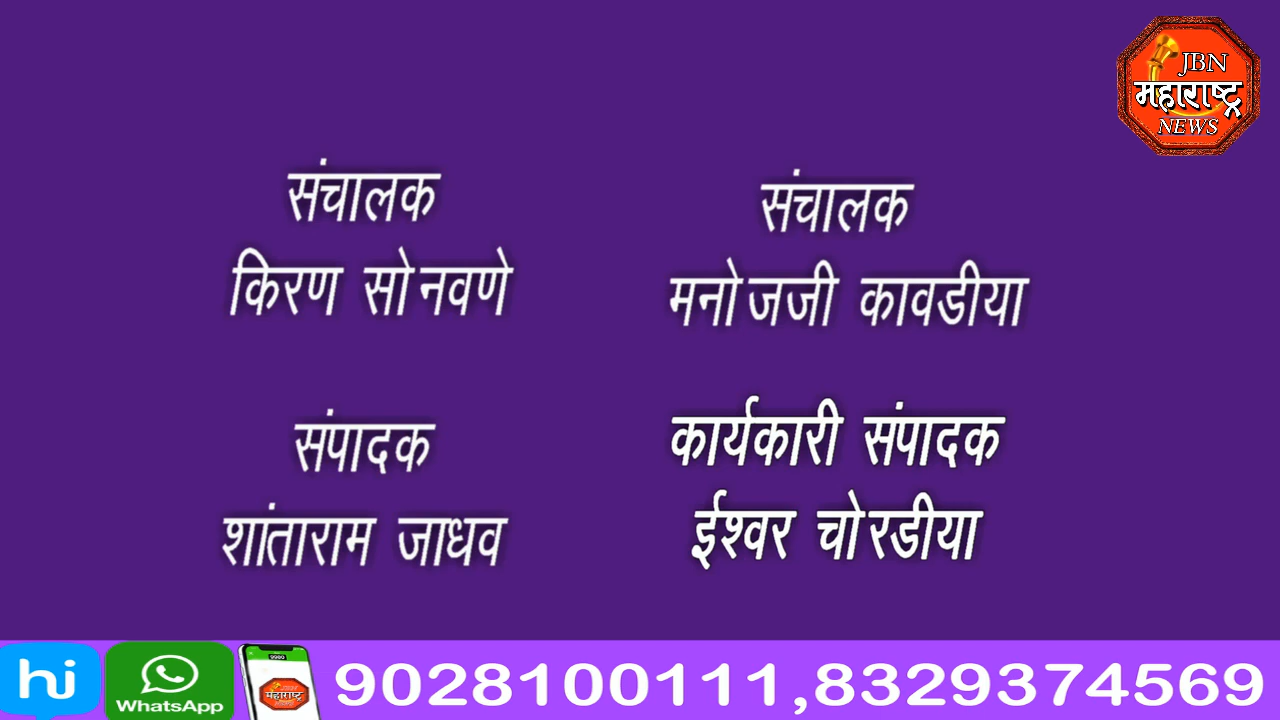 JBN
महाराष्ट्र
NEWS
संचालक
किरण सोनवणे
संचालक
मनोजजी कावडीया
संपादक
शांताराम जाधव
कार्यकारी संपादक
ईश्वर चोरडीया
hi
WhatsApp
महाराष्ट्र
9028100111,8329374569